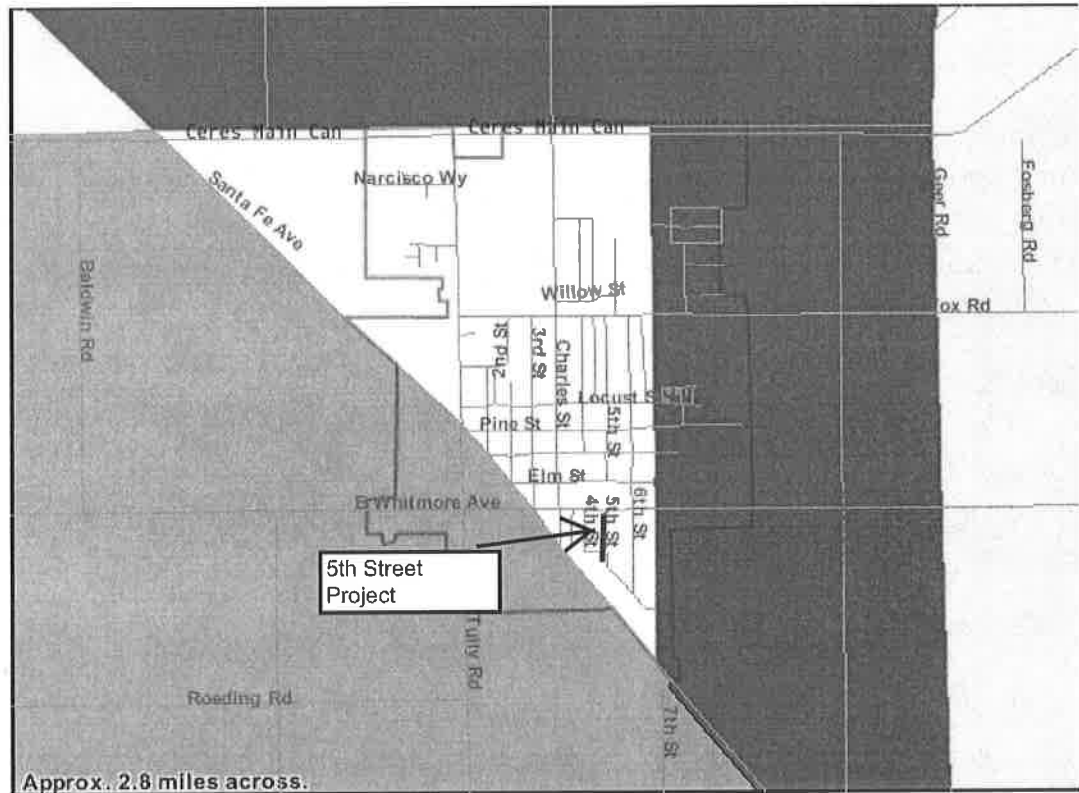 Ceres Main Can
Ceres Main Can
Narcisco Wy
Santa Fe Ave
Geer Rd
Fosberg Rd
Baldwin Rd
Willow St
ox Rd
2nd St
3rd St
Charles St
Locust S
5th St
Pine St
Elm St
E Whitmore Ave
4th St
5th St
6th St
5th Street
Project
Tully Rd
Roeding Rd
7th St
Approx. 2.8 miles across.